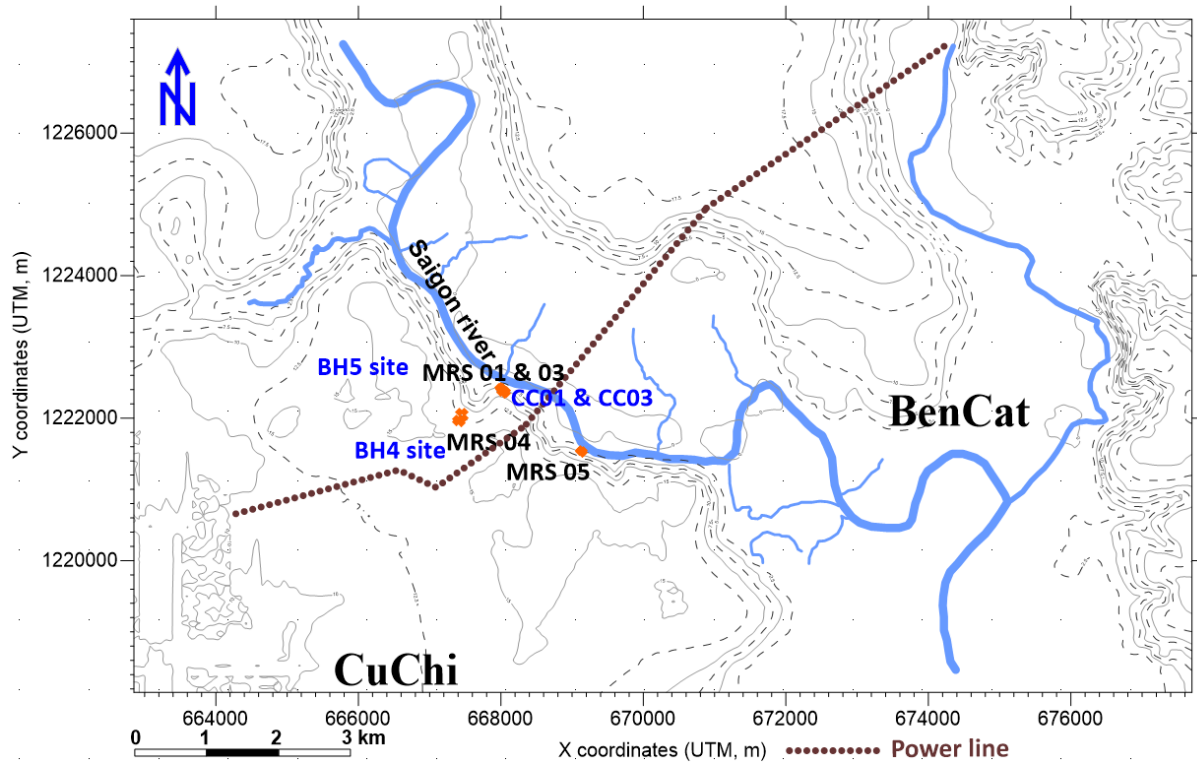 N
1226000
1224000
1222000
1220000
Y coordinates (UTM, m)
Saigon river
BH5 site
MRS 01 & 03
CC01 & CC03
BenCat
MRS 04
BH4 site
MRS 05
CuChi
664000 666000 668000 670000 672000 674000 676000
0 1 2 3 km
X coordinates (UTM, m)
Power line